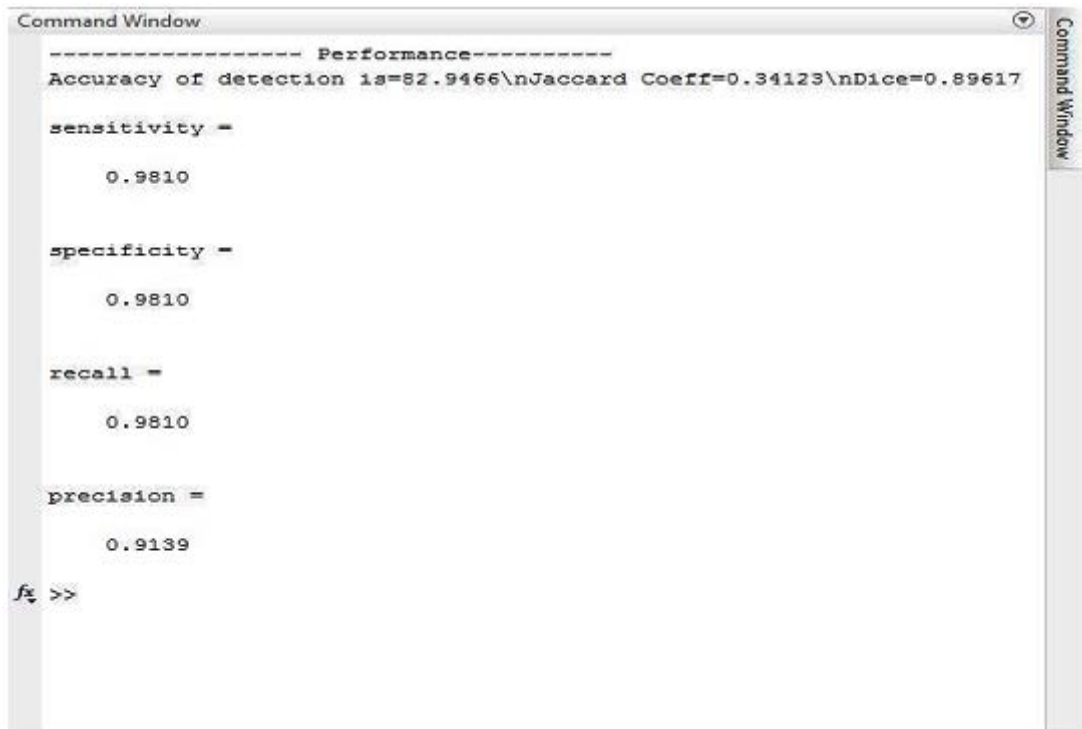 Command Window
------------------ Performance----------
Accuracy of detection is=82.9466\nJaccard Coeff=0.34123\nDice=0.89617
sensitivity =
0.9810
specificity =
0.9810
recall =
0.9810
precision =
0.9139
fx >>
Command Window